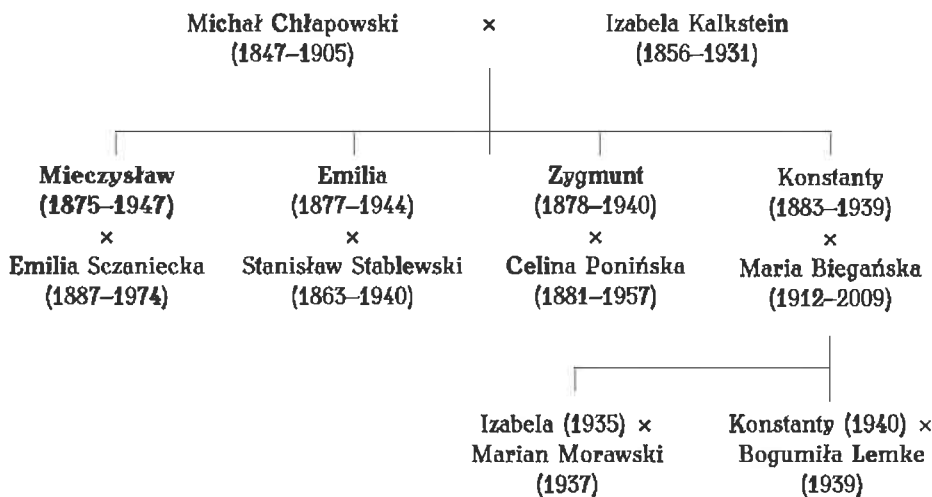 Michał Chłapowski × Izabela Kalkstein
(1847–1905) (1856–1931)
Mieczysław Emilia Zygmunt Konstanty
(1875–1947) (1877–1944) (1878–1940) (1883–1939)
× × × ×
Emilia Sczaniecka Stanisław Stablewski Celina Ponińska Maria Biegańska
(1887–1974) (1863–1940) (1881–1957) (1912–2009)
Izabela (1935) × Konstanty (1940) ×
Marian Morawski Bogumiła Lemke
(1937) (1939)